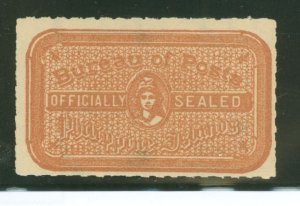 Bureau of Posts
OFFICIALLY SEALED
Philippine Islands